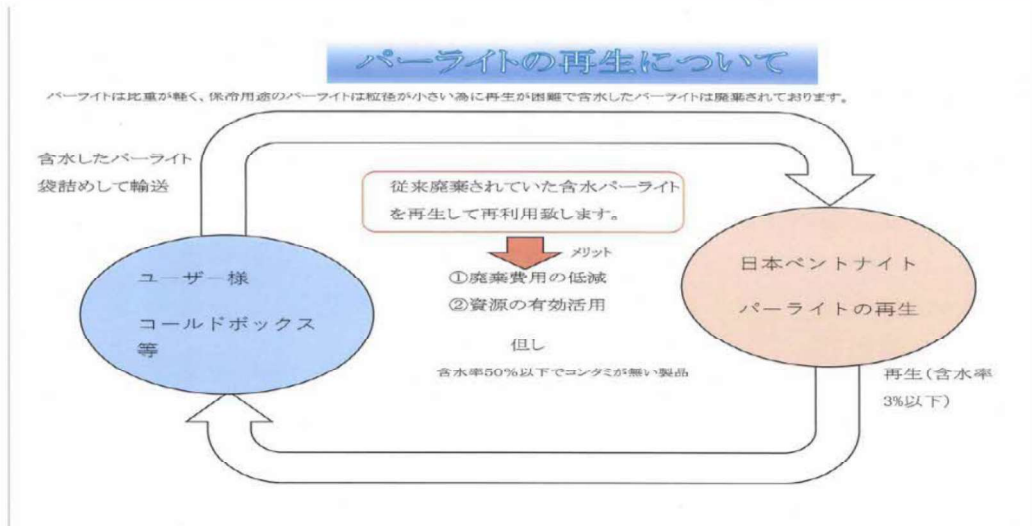 パーライトの再生について
パーライトは比重が軽く、保冷用途のパーライトは粒径が小さい為に再生が困難で含水したパーライトは廃棄されております。
含水したパーライト
袋詰めして輸送
従来廃棄されていた含水パーライト
を再生して再利用致します。
メリット
①廃棄費用の低減
②資源の有効活用
但し
含水率50%以下でコンタミが無い製品
ユーザー様
コールドボックス
等
日本ベントナイト
パーライトの再生
再生(含水率
3%以下)